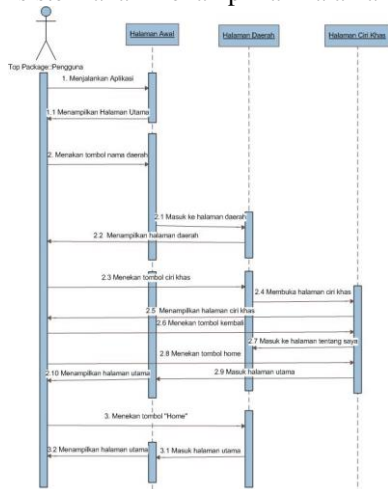 Halaman Awal
Halaman Daerah
Halaman Ciri Khas
Top Package::Pengguna
1. Menjalankan Aplikasi
1.1 Menampilkan Halaman Utama
2. Menakan tombol nama daerah
2.1 Masuk ke halaman daerah
2.2 Menampilkan halaman daerah
2.3 Menekan tombol ciri khas
2.4 Membuka halaman ciri khas
2.5 Menampilkan halaman ciri khas
2.6 Menekan tombol kembali
2.7 Masuk ke halaman tentang saya
2.8 Menekan tombol home
2.9 Masuk halaman utama
2.10 Menampilkan halaman utama
3. Menekan tombol "Home"
3.1 Masuk halaman utama
3.2 Menampilkan halaman utama